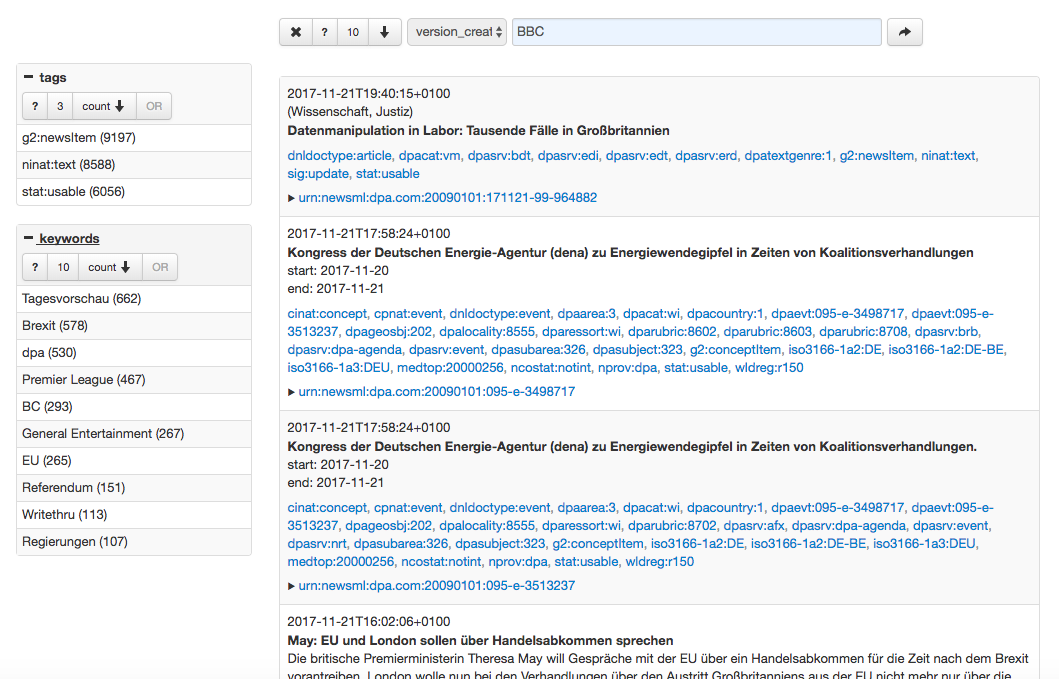 ✖ ? 10 ⬇ version_creat BBC
tags
? 3 count ⬇ OR
g2:newsItem (9197)
ninat:text (8588)
stat:usable (6056)
keywords
? 10 count ⬇ OR
Tagesvorschau (662)
Brexit (578)
dpa (530)
Premier League (467)
BC (293)
General Entertainment (267)
EU (265)
Referendum (151)
Writethru (113)
Regierungen (107)
2017-11-21T19:40:15+0100
(Wissenschaft, Justiz)
Datenmanipulation in Labor: Tausende Fälle in Großbritannien
dnldoctype:article, dpacat:vm, dpasrv:bdt, dpasrv:edi, dpasrv:edt, dpasrv:erd, dpatextgenre:1, g2:newsItem, ninat:text,
sig:update, stat:usable
▶ urn:newsml:dpa.com:20090101:171121-99-964882
2017-11-21T17:58:24+0100
Kongress der Deutschen Energie-Agentur (dena) zu Energiewendegipfel in Zeiten von Koalitionsverhandlungen
start: 2017-11-20
end: 2017-11-21
cinat:concept, cpnat:event, dnldoctype:event, dpaarea:3, dpacat:wi, dpacountry:1, dpaevt:095-e-3498717, dpaevt:095-e-
3513237, dpageosbj:202, dpalocality:8555, dparessort:wi, dparubric:8602, dparubric:8603, dparubric:8708, dpasrv:brb,
dpasrv:dpa-agenda, dpasrv:event, dpasubarea:326, dpasubject:323, g2:conceptItem, iso3166-1a2:DE, iso3166-1a2:DE-BE,
iso3166-1a3:DEU, medtop:20000256, ncostat:notint, nprov:dpa, stat:usable, wldreg:r150
▶ urn:newsml:dpa.com:20090101:095-e-3498717
2017-11-21T17:58:24+0100
Kongress der Deutschen Energie-Agentur (dena) zu Energiewendegipfel in Zeiten von Koalitionsverhandlungen.
start: 2017-11-20
end: 2017-11-21
cinat:concept, cpnat:event, dnldoctype:event, dpaarea:3, dpacat:wi, dpacountry:1, dpaevt:095-e-3498717, dpaevt:095-e-
3513237, dpageosbj:202, dpalocality:8555, dparessort:wi, dparubric:8702, dpasrv:afx, dpasrv:dpa-agenda, dpasrv:event,
dpasrv:nrt, dpasubarea:326, dpasubject:323, g2:conceptItem, iso3166-1a2:DE, iso3166-1a2:DE-BE, iso3166-1a3:DEU,
medtop:20000256, ncostat:notint, nprov:dpa, stat:usable, wldreg:r150
▶ urn:newsml:dpa.com:20090101:095-e-3513237
2017-11-21T16:02:06+0100
May: EU und London sollen über Handelsabkommen sprechen
Die britische Premierministerin Theresa May will Gespräche mit der EU über ein Handelsabkommen für die Zeit nach dem Brexit
vorantreiben. London wolle nun bei den Verhandlungen über den Austritt Großbritanniens aus der EU nicht mehr nur über die